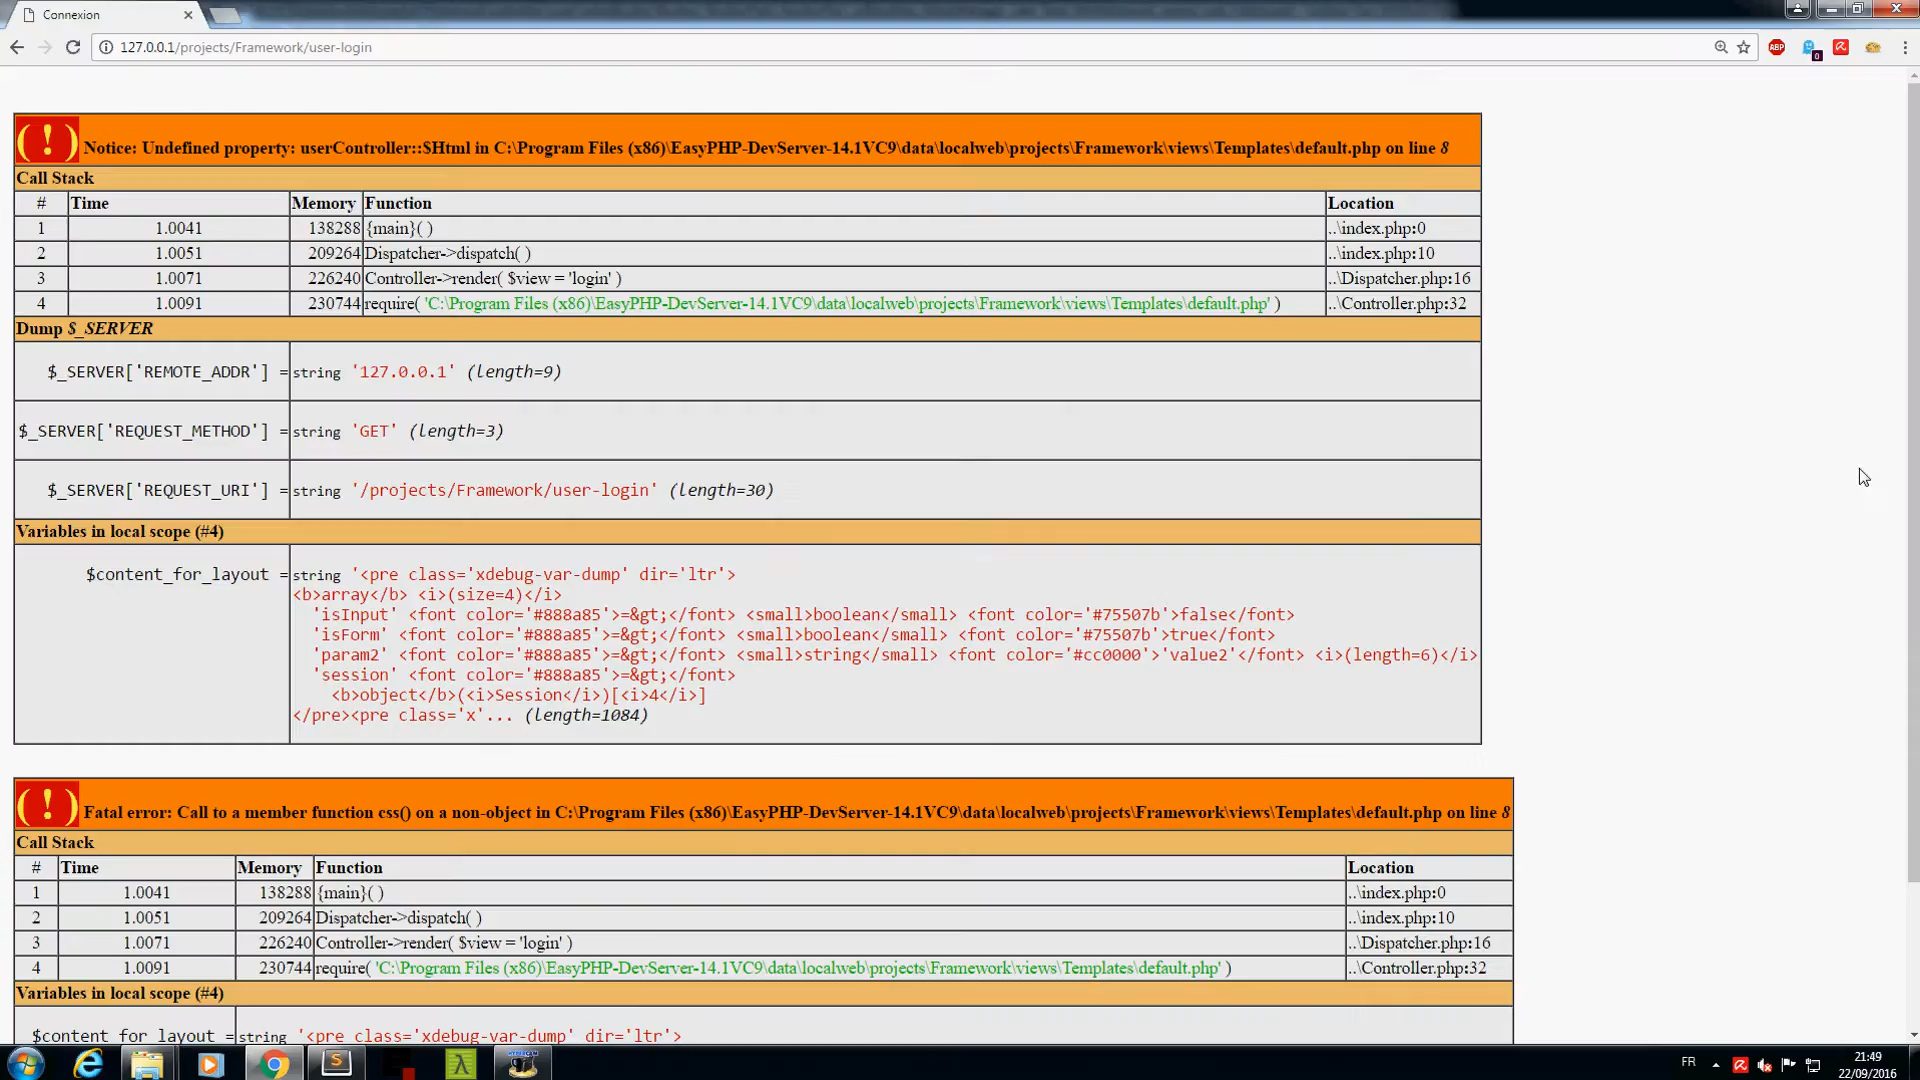 Connexion
127.0.0.1/projects/Framework/user-login
ABP
0
( ! ) Notice: Undefined property: userController::$Html in C:\Program Files (x86)\EasyPHP-DevServer-14.1VC9\data\localweb\projects\Framework\views\Templates\default.php on line 8
Call Stack
# Time Memory Function Location
1 1.0041 138288 {main}( ) ..\index.php:0
2 1.0051 209264 Dispatcher->dispatch( ) ..\index.php:10
3 1.0071 226240 Controller->render( $view = 'login' ) ..\Dispatcher.php:16
4 1.0091 230744 require( 'C:\Program Files (x86)\EasyPHP-DevServer-14.1VC9\data\localweb\projects\Framework\views\Templates\default.php' ) ..\Controller.php:32
Dump $_SERVER
$_SERVER['REMOTE_ADDR'] = string '127.0.0.1' (length=9)
$_SERVER['REQUEST_METHOD'] = string 'GET' (length=3)
$_SERVER['REQUEST_URI'] = string '/projects/Framework/user-login' (length=30)
Variables in local scope (#4)
$content_for_layout = string '<pre class='xdebug-var-dump' dir='ltr'>
<b>array</b> <i>(size=4)</i>
'isInput' <font color='#888a85'>=&gt;</font> <small>boolean</small> <font color='#75507b'>false</font>
'isForm' <font color='#888a85'>=&gt;</font> <small>boolean</small> <font color='#75507b'>true</font>
'param2' <font color='#888a85'>=&gt;</font> <small>string</small> <font color='#cc0000'>'value2'</font> <i>(length=6)</i>
'session' <font color='#888a85'>=&gt;</font>
<b>object</b>(<i>Session</i>)[<i>4</i>]
</pre><pre class='x'... (length=1084)
( ! ) Fatal error: Call to a member function css() on a non-object in C:\Program Files (x86)\EasyPHP-DevServer-14.1VC9\data\localweb\projects\Framework\views\Templates\default.php on line 8
Call Stack
# Time Memory Function Location
1 1.0041 138288 {main}( ) ..\index.php:0
2 1.0051 209264 Dispatcher->dispatch( ) ..\index.php:10
3 1.0071 226240 Controller->render( $view = 'login' ) ..\Dispatcher.php:16
4 1.0091 230744 require( 'C:\Program Files (x86)\EasyPHP-DevServer-14.1VC9\data\localweb\projects\Framework\views\Templates\default.php' ) ..\Controller.php:32
Variables in local scope (#4)
$content_for_layout = string '<pre class='xdebug-var-dump' dir='ltr'>
FR
21:49
22/09/2016